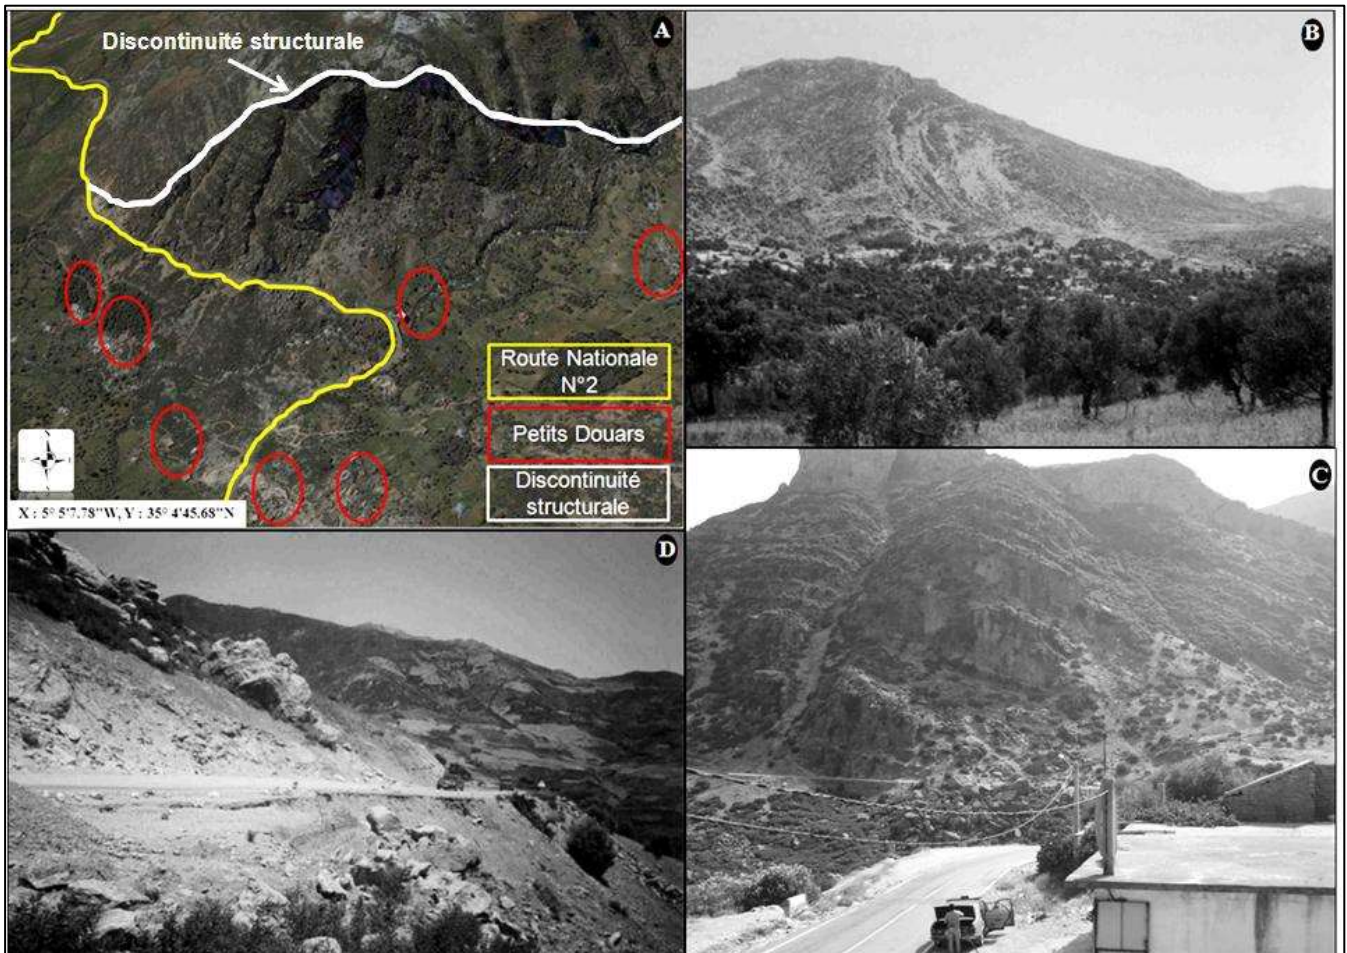 Discontinuité structurale
A
Route Nationale
N°2
Petits Douars
Discontinuité
structurale
X : 5° 5'7.78"W, Y : 35° 4'45.68"N
B
C
D